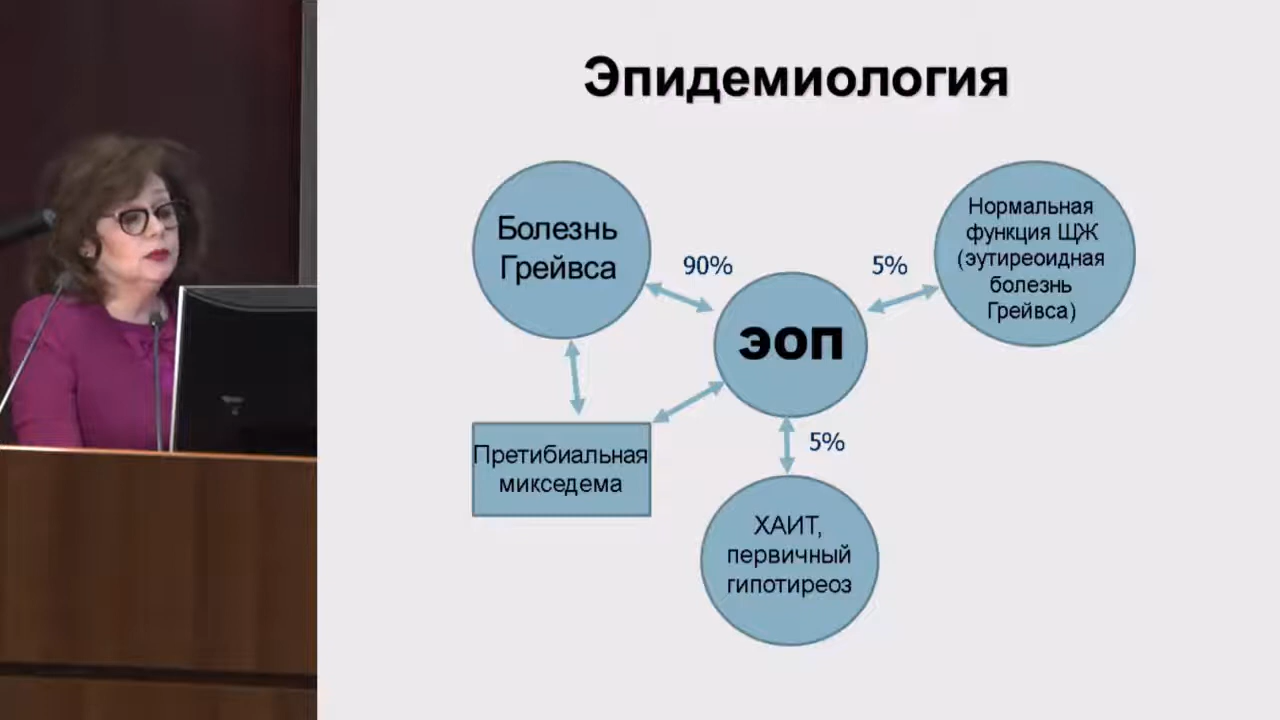 Эпидемиология
Болезнь
Грейвса
90%
ЭОП
5%
Нормальная
функция ЩЖ
(эутиреоидная
болезнь
Грейвса)
Претибиальная
микседема
5%
ХАИТ,
первичный
гипотиреоз